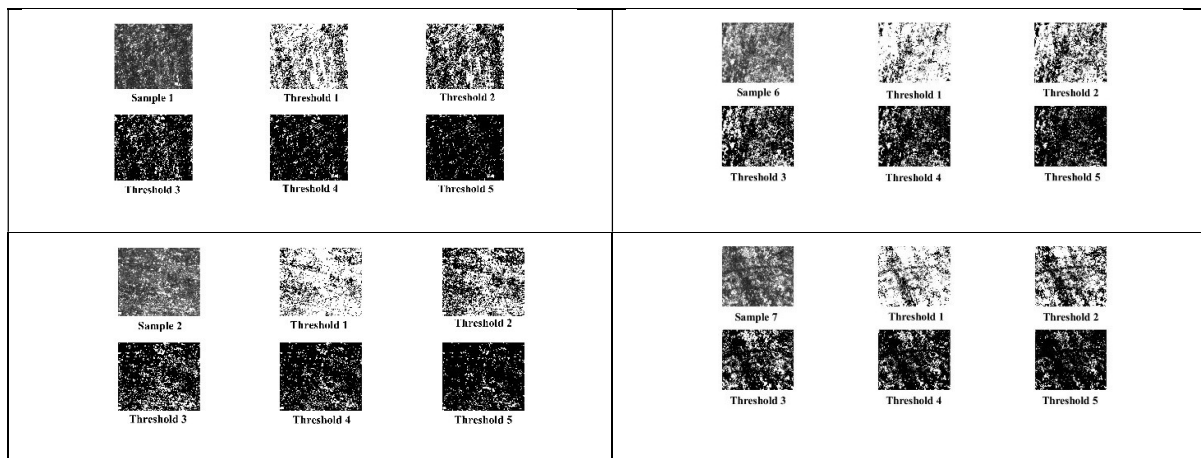 Sample 1 Threshold 1 Threshold 2
Threshold 3 Threshold 4 Threshold 5
Sample 6 Threshold 1 Threshold 2
Threshold 3 Threshold 4 Threshold 5
Sample 2 Threshold 1 Threshold 2
Threshold 3 Threshold 4 Threshold 5
Sample 7 Threshold 1 Threshold 2
Threshold 3 Threshold 4 Threshold 5